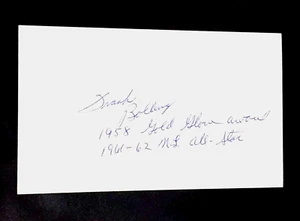 Frank
Bolling
1958 Gold Glove award
1961-62 N.L. All-Star